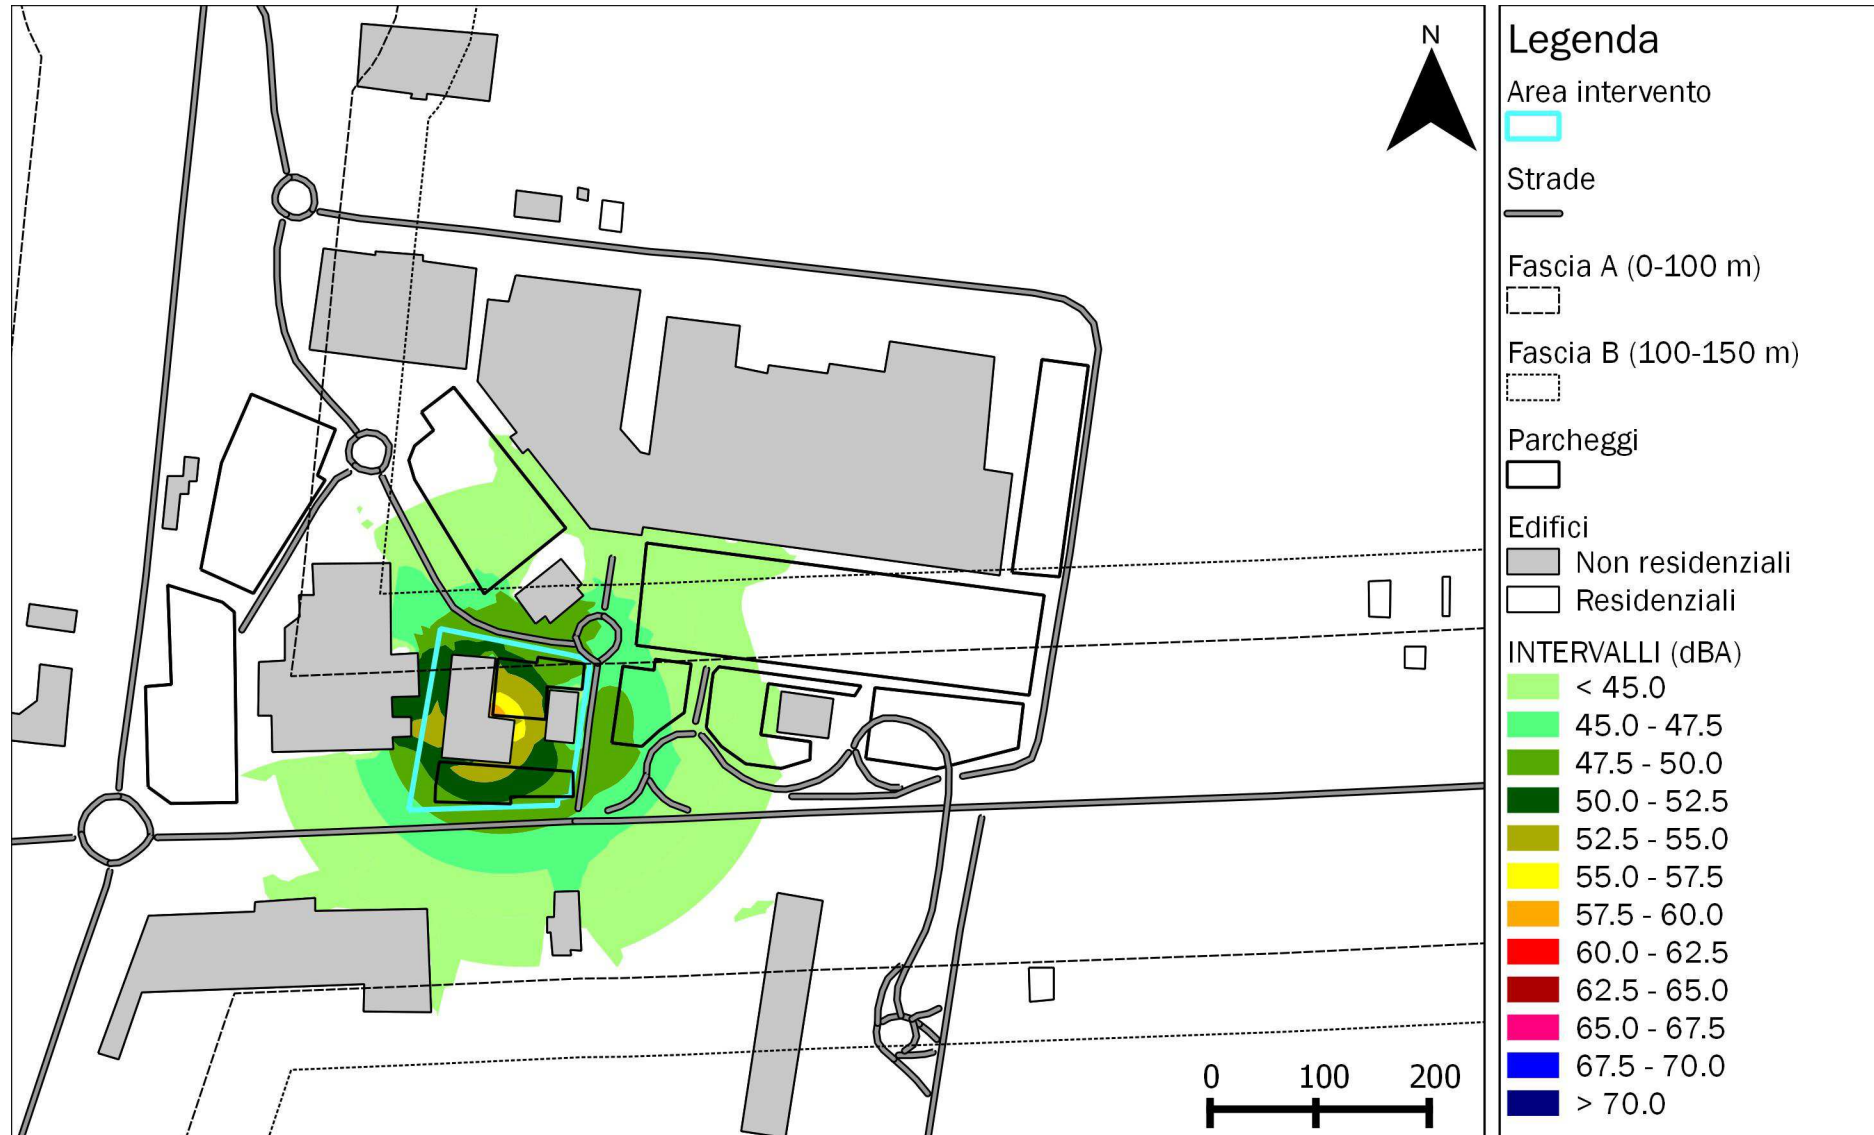 N
0 100 200
Legenda
Area intervento
Strade
Fascia A (0-100 m)
Fascia B (100-150 m)
Parcheggi
Edifici
Non residenziali
Residenziali
INTERVALLI (dBA)
< 45.0
45.0 - 47.5
47.5 - 50.0
50.0 - 52.5
52.5 - 55.0
55.0 - 57.5
57.5 - 60.0
60.0 - 62.5
62.5 - 65.0
65.0 - 67.5
67.5 - 70.0
> 70.0